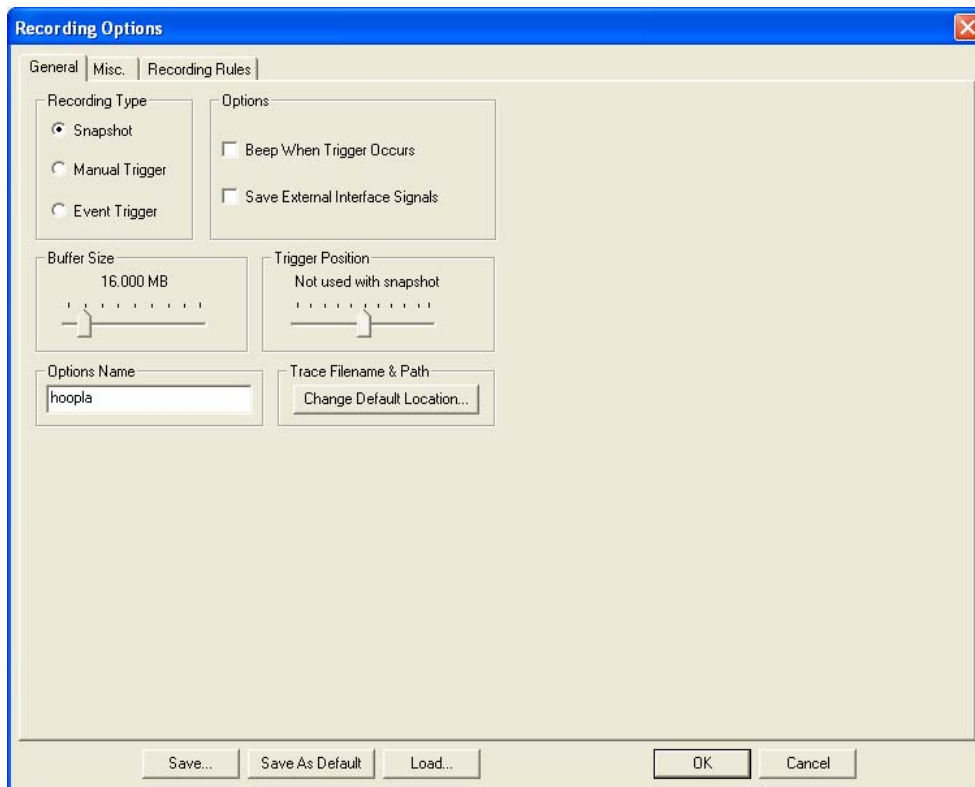 Recording Options
General Misc. Recording Rules
Recording Type
Snapshot
Manual Trigger
Event Trigger
Options
Beep When Trigger Occurs
Save External Interface Signals
Buffer Size
16.000 MB
Trigger Position
Not used with snapshot
Options Name
hoopla
Trace Filename & Path
Change Default Location...
Save... Save As Default Load... OK Cancel